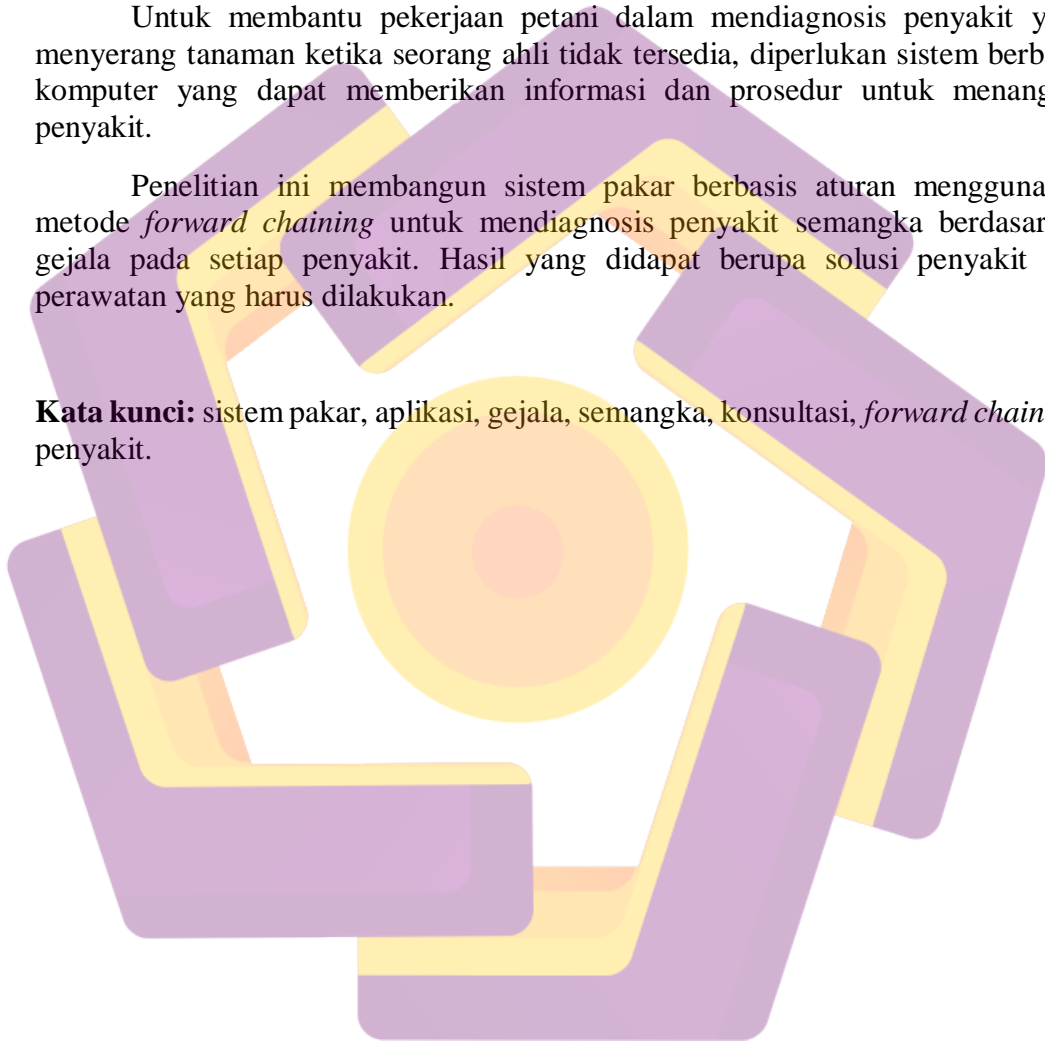 Untuk membantu pekerjaan petani dalam mendiagnosis penyakit y
menyerang tanaman ketika seorang ahli tidak tersedia, diperlukan sistem berb
komputer yang dapat memberikan informasi dan prosedur untuk menang
penyakit.
Penelitian ini membangun sistem pakar berbasis aturan mengguna
metode forward chaining untuk mendiagnosis penyakit semangka berdasar
gejala pada setiap penyakit. Hasil yang didapat berupa solusi penyakit
perawatan yang harus dilakukan.
Kata kunci: sistem pakar, aplikasi, gejala, semangka, konsultasi, forward chain
penyakit.